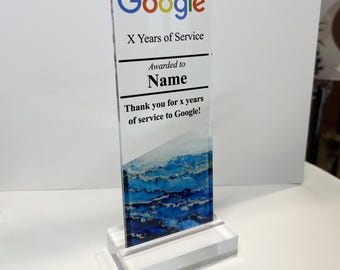 Google
X Years of Service
Awarded to
Name
Thank you for x years
of service to Google!